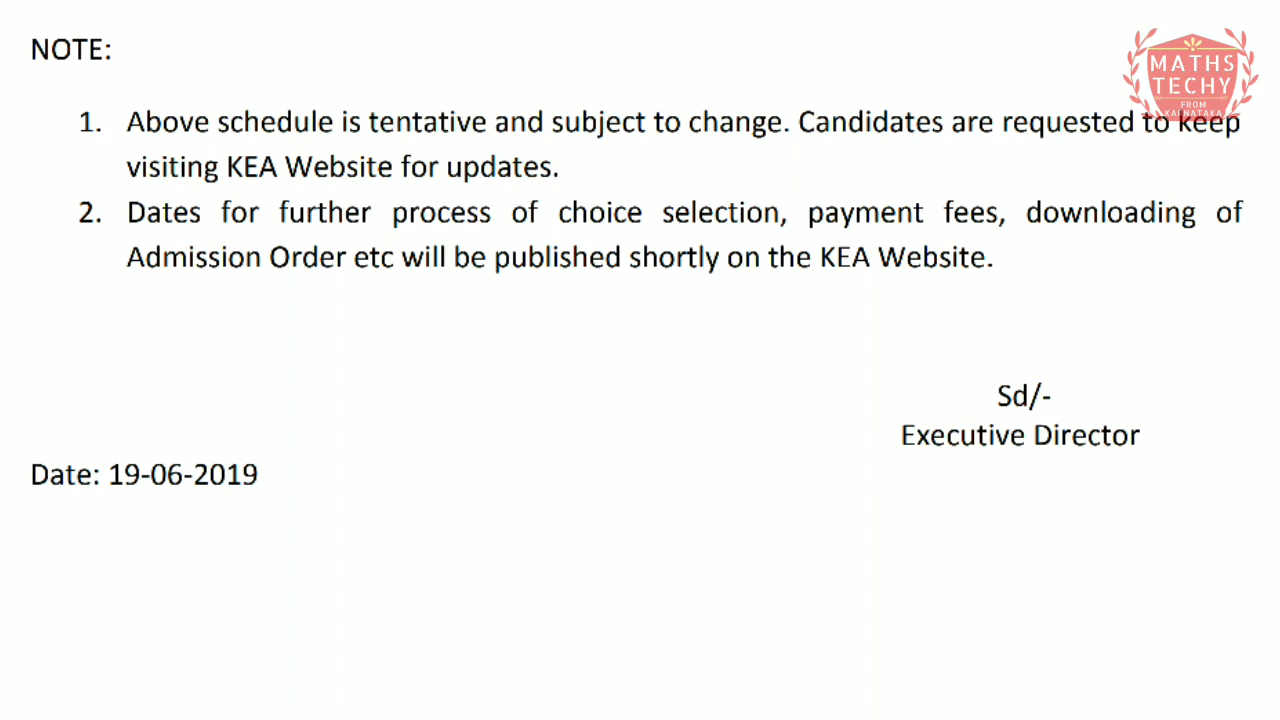 NOTE:
MATHS
TECHY
FROM
KARNATAKA
1. Above schedule is tentative and subject to change. Candidates are requested to keep
visiting KEA Website for updates.
2. Dates for further process of choice selection, payment fees, downloading of
Admission Order etc will be published shortly on the KEA Website.
Sd/-
Executive Director
Date: 19-06-2019